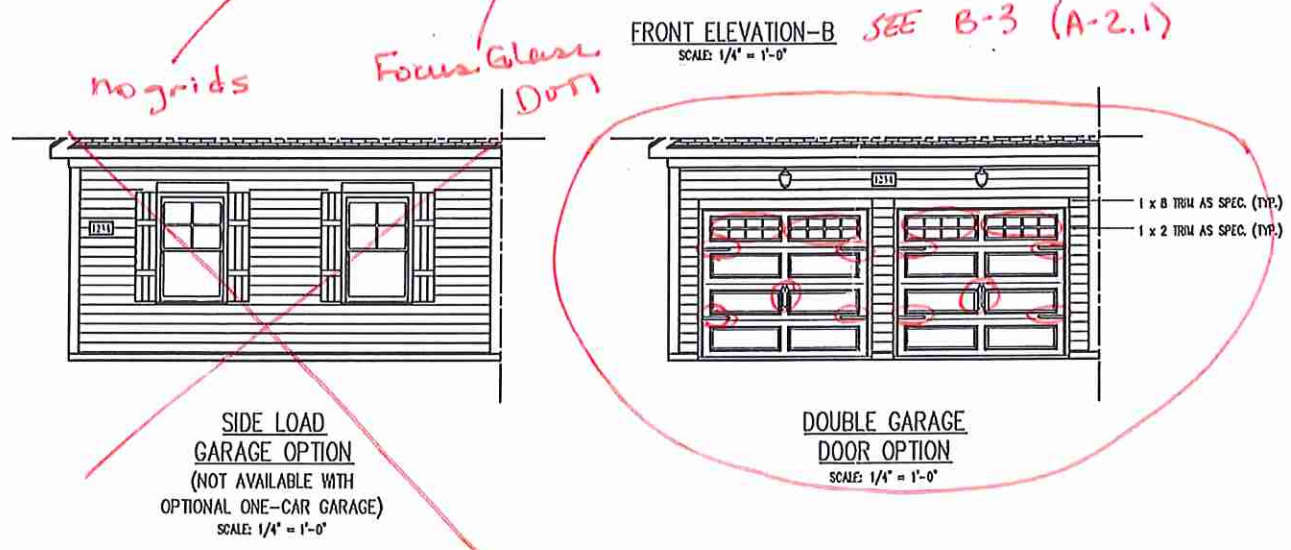 FRONT ELEVATION-B SEE B-3 (A-2.1)
SCALE: 1/4" = 1'-0"
no grids
Focus Glass
1234
1234
1 x 8 TRIM AS SPEC. (TYP.)
1 x 2 TRIM AS SPEC. (TYP.)
SIDE LOAD
GARAGE OPTION
(NOT AVAILABLE WITH
OPTIONAL ONE-CAR GARAGE)
SCALE: 1/4" = 1'-0"
DOUBLE GARAGE
DOOR OPTION
SCALE: 1/4" = 1'-0"